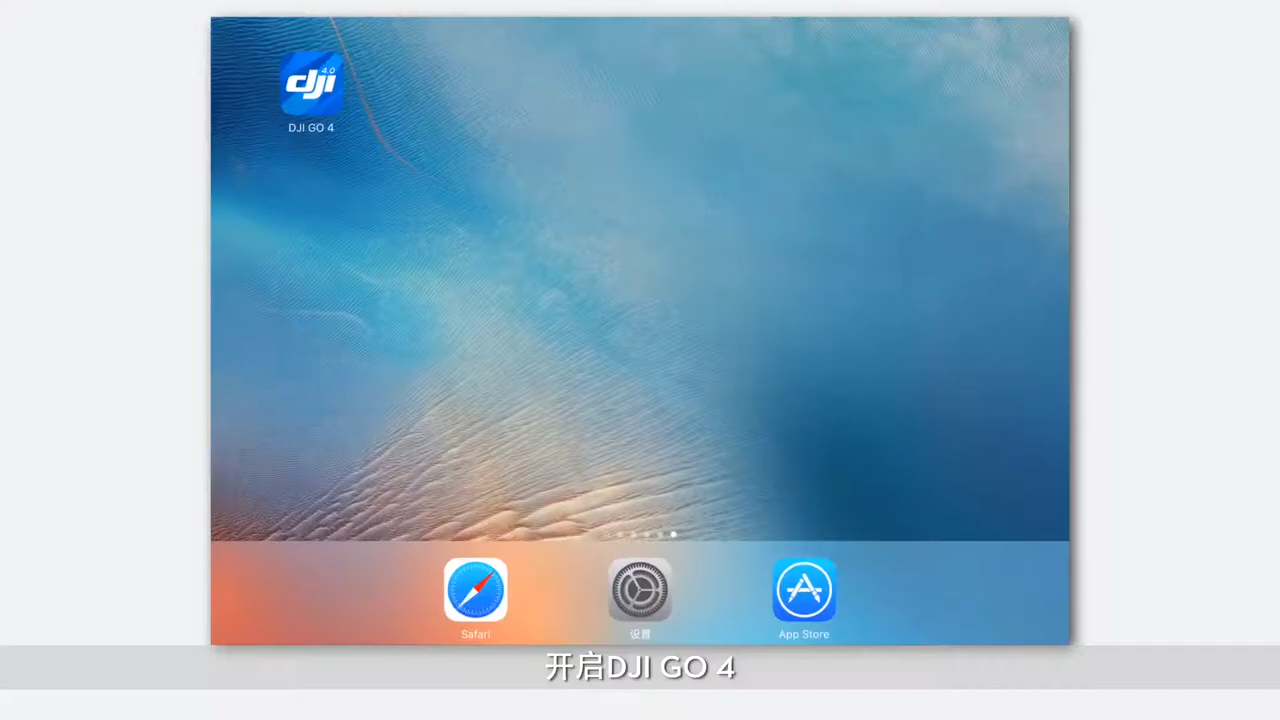 4.0
dji
DJI GO 4
Safari
设置
App Store
开启DJI GO 4